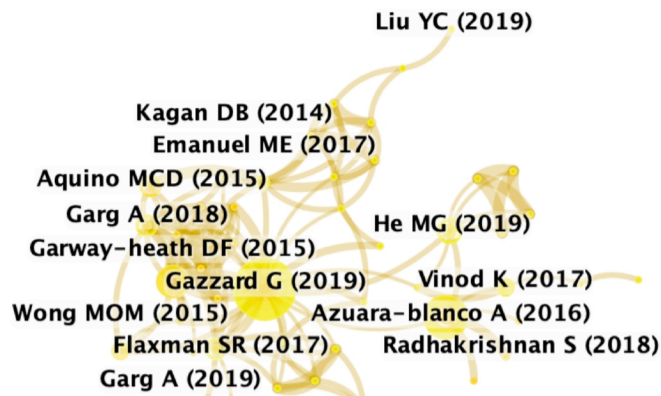 Liu YC (2019)
Kagan DB (2014)
Emanuel ME (2017)
Aquino MCD (2015)
Garg A (2018)
He MG (2019)
Garway-heath DF (2015)
Gazzard G (2019)
Vinod K (2017)
Wong MOM (2015)
Azuara-blanco A (2016)
Flaxman SR (2017)
Radhakrishnan S (2018)
Garg A (2019)